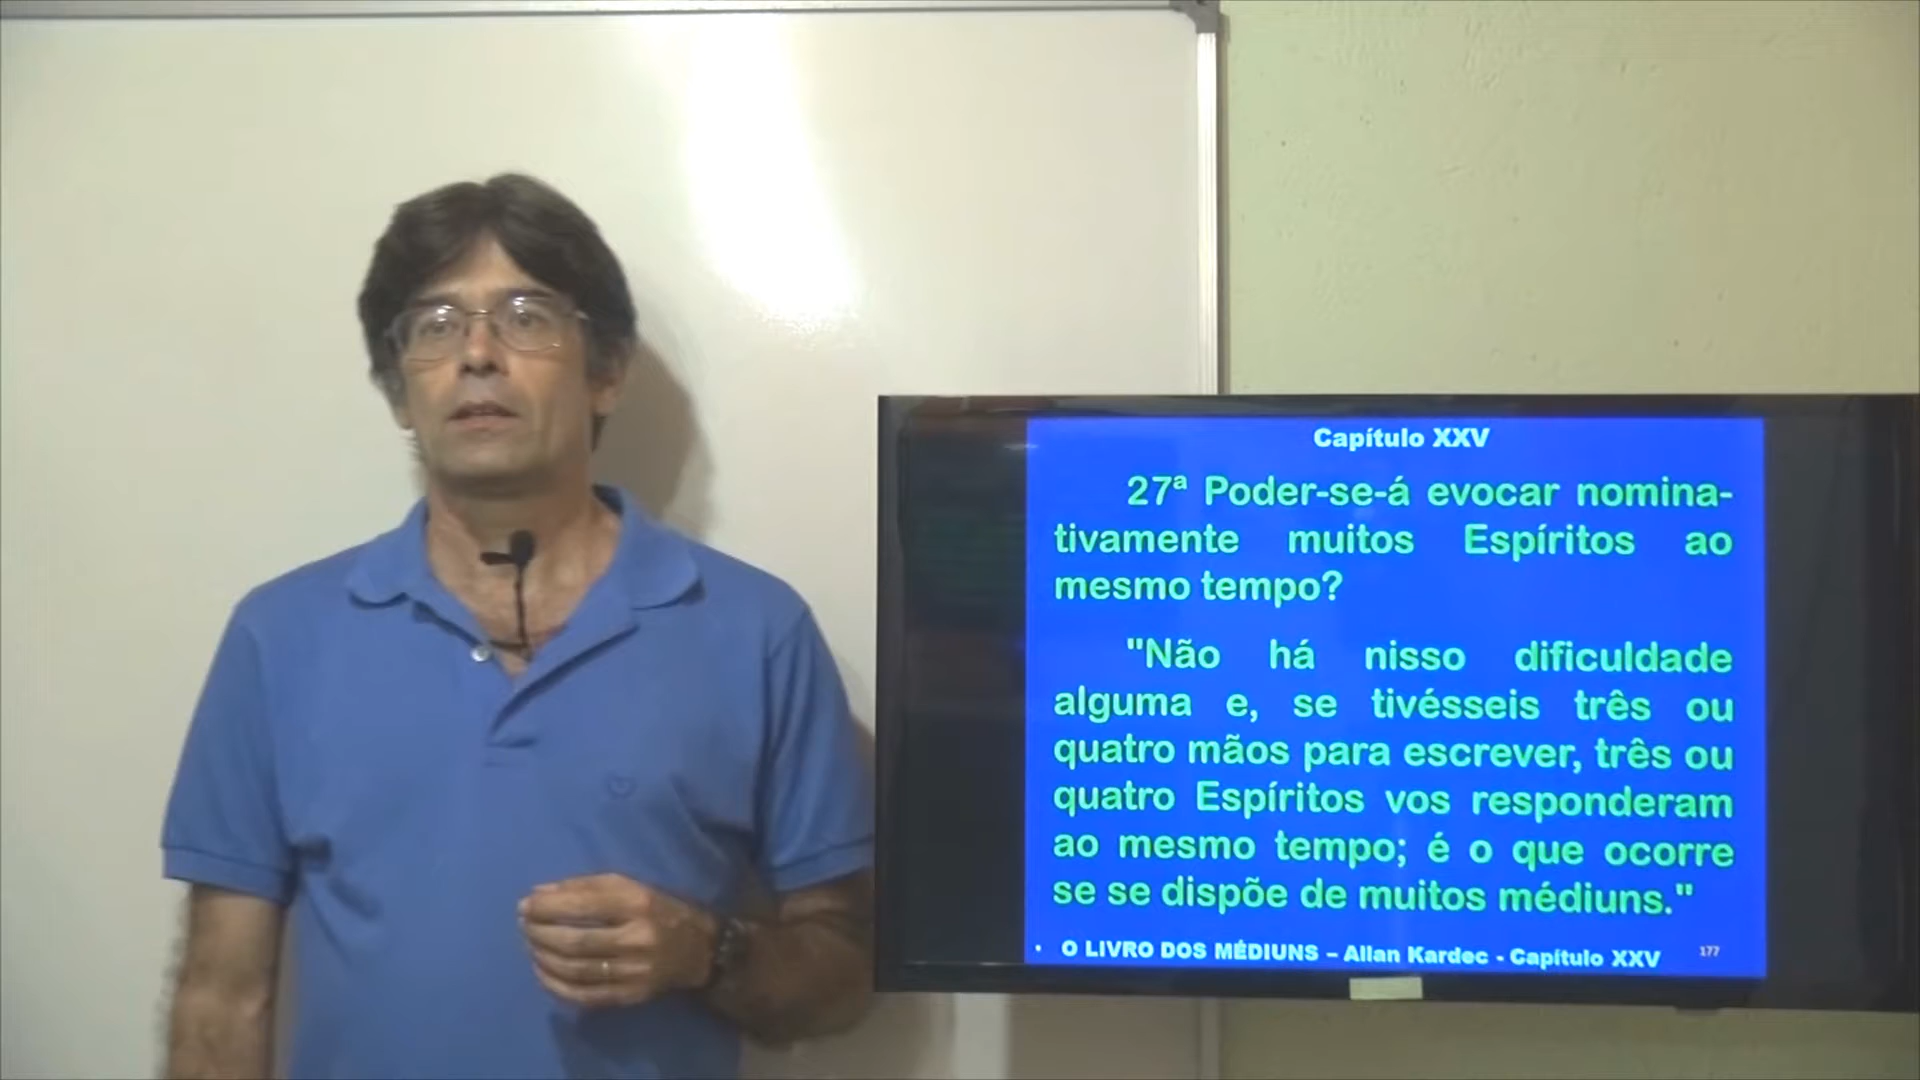 Capítulo XXV
27ª Poder-se-á evocar nomina-
tivamente muitos Espíritos ao
mesmo tempo?
"Não há nisso dificuldade
alguma e, se tivésseis três ou
quatro mãos para escrever, três ou
quatro Espíritos vos responderam
ao mesmo tempo; é o que ocorre
se se dispõe de muitos médiuns."
• O LIVRO DOS MÉDIUNS – Allan Kardec - Capítulo XXV 177